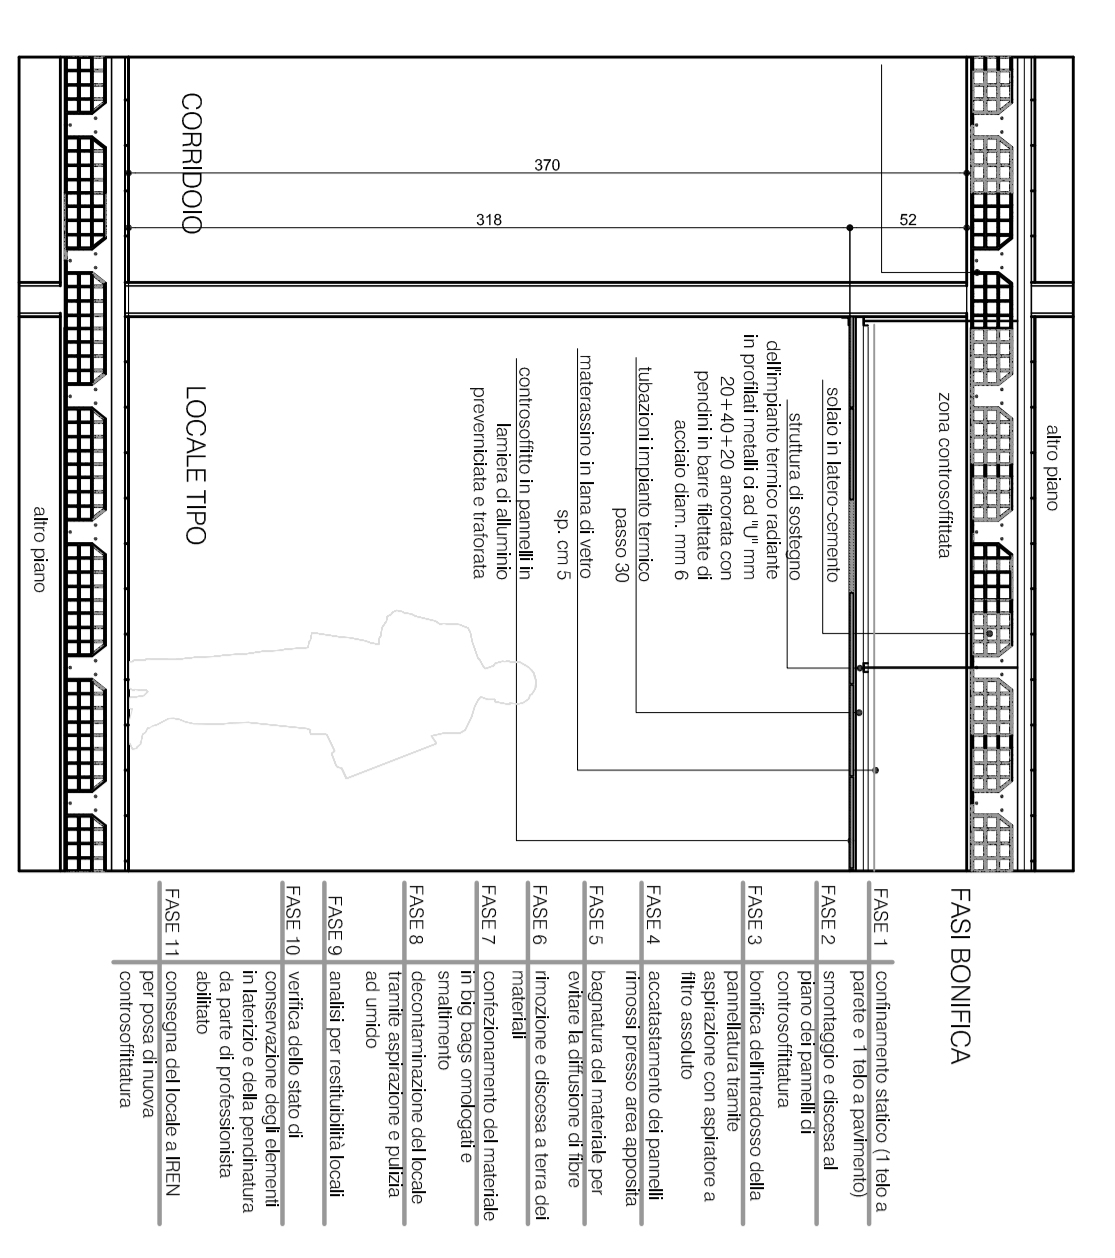 altro piano
zona controsoffittata
solaio in latero-cemento
struttura di sostegno
dell'impianto termico radiante
in profilati metalli ci ad "U" mm
20+40+20 ancorata con
pendini in barre filettate di
acciaio diam. mm 6
tubazioni impianto termico
passo 30
materassino in lana di vetro
sp. cm 5
controsoffitto in pannelli in
lamiera di alluminio
preverniciata e traforata
370
318
52
CORRIDOIO
LOCALE TIPO
altro piano
FASI BONIFICA
FASE 1
confinamento statico (1 telo a
parete e 1 telo a pavimento)
FASE 2
smontaggio e discesa al
piano dei pannelli di
controsoffittatura
FASE 3
bonifica dell'intradosso della
pannellatura tramite
aspirazione con aspiratore a
filtro assoluto
FASE 4
accatastamento dei pannelli
rimossi presso area apposita
FASE 5
bagnatura del materiale per
evitare la diffusione di fibre
FASE 6
rimozione e discesa a terra dei
materiali
FASE 7
confezionamento del materiale
in big bags omologati e
smaltimento
FASE 8
decontaminazione del locale
tramite aspirazione e pulizia
ad umido
FASE 9
analisi per restituibilità locali
FASE 10
verifica dello stato di
conservazione degli elementi
in laterizio e della pendinatura
da parte di professionista
abilitato
FASE 11
consegna del locale a IREN
per posa di nuova
controsoffittatura